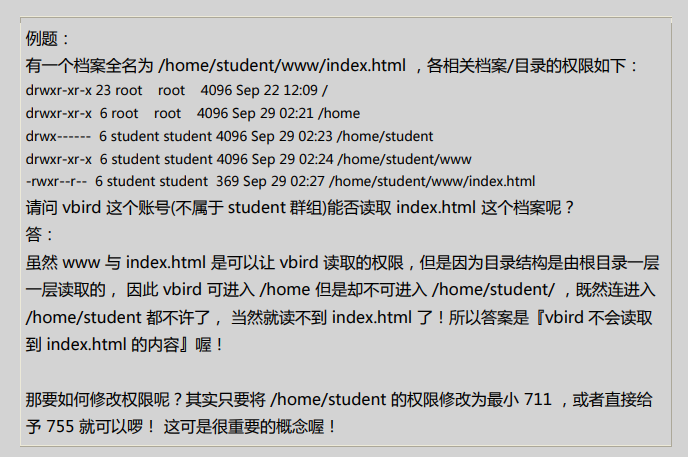 例题：
有一个档案全名为 /home/student/www/index.html ，各相关档案/目录的权限如下：
drwxr-xr-x 23 root root 4096 Sep 22 12:09 /
drwxr-xr-x 6 root root 4096 Sep 29 02:21 /home
drwx------ 6 student student 4096 Sep 29 02:23 /home/student
drwxr-xr-x 6 student student 4096 Sep 29 02:24 /home/student/www
-rwxr--r-- 6 student student 369 Sep 29 02:27 /home/student/www/index.html
请问 vbird 这个账号(不属于 student 群组)能否读取 index.html 这个档案呢？
答：
虽然 www 与 index.html 是可以让 vbird 读取的权限，但是因为目录结构是由根目录一层
一层读取的， 因此 vbird 可进入 /home 但是却不可进入 /home/student/ ，既然连进入
/home/student 都不许了， 当然就读不到 index.html 了！所以答案是『vbird 不会读取
到 index.html 的内容』喔！
那要如何修改权限呢？其实只要将 /home/student 的权限修改为最小 711 ，或者直接给
予 755 就可以啰！ 这可是很重要的概念喔！